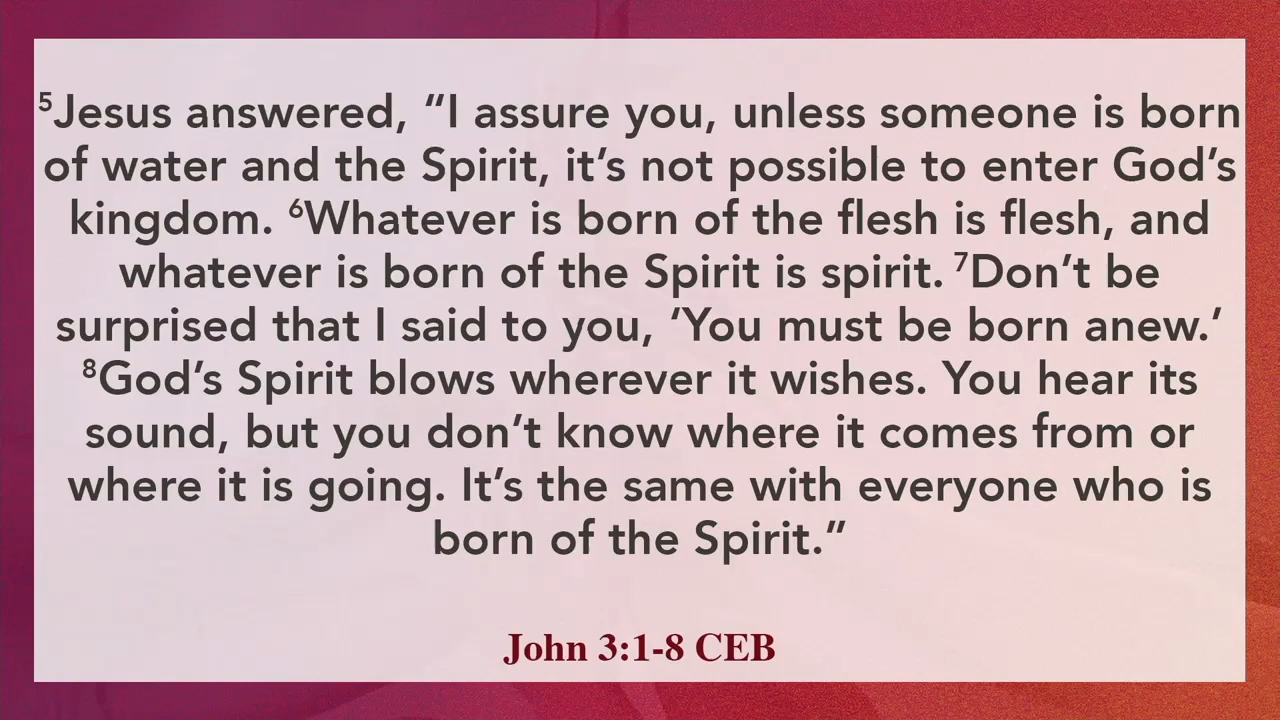 ⁵Jesus answered, “I assure you, unless someone is born
of water and the Spirit, it’s not possible to enter God’s
kingdom. ⁶Whatever is born of the flesh is flesh, and
whatever is born of the Spirit is spirit. ⁷Don’t be
surprised that I said to you, ‘You must be born anew.’
⁸God’s Spirit blows wherever it wishes. You hear its
sound, but you don’t know where it comes from or
where it is going. It’s the same with everyone who is
born of the Spirit.”
John 3:1-8 CEB